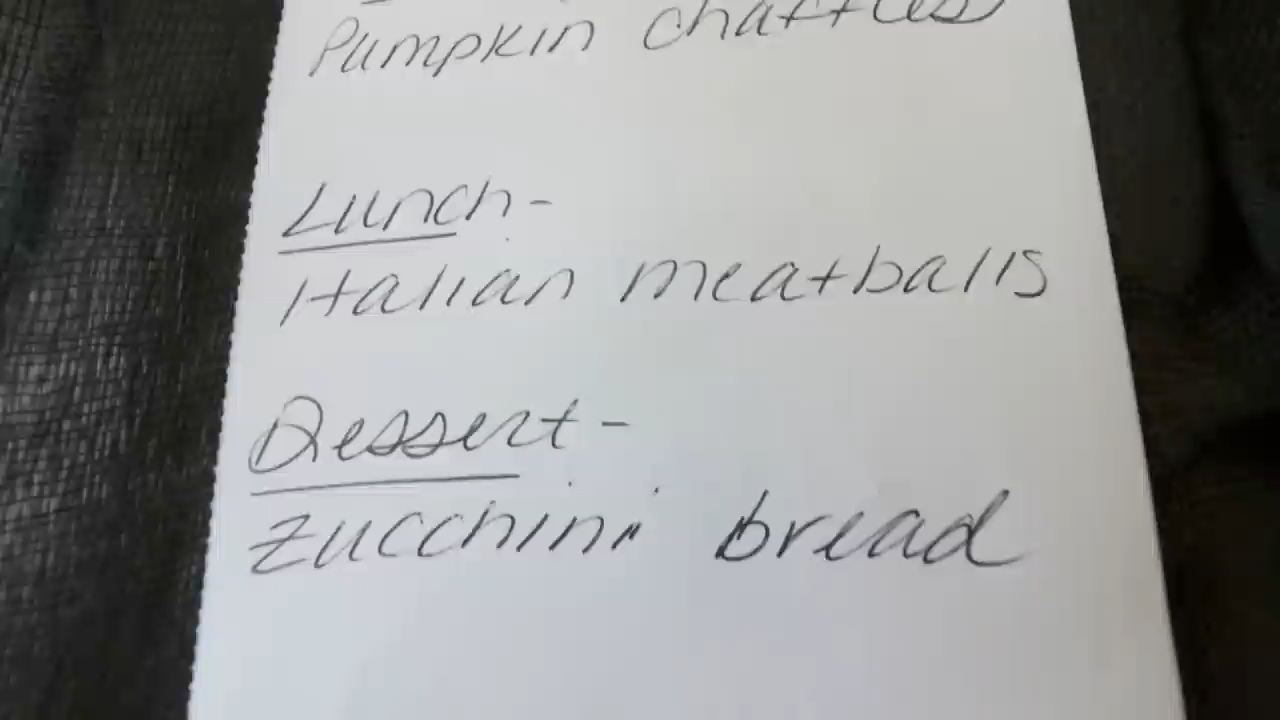 Pumpkin chaffles
Lunch-
Italian meatballs
Dessert-
zucchini bread